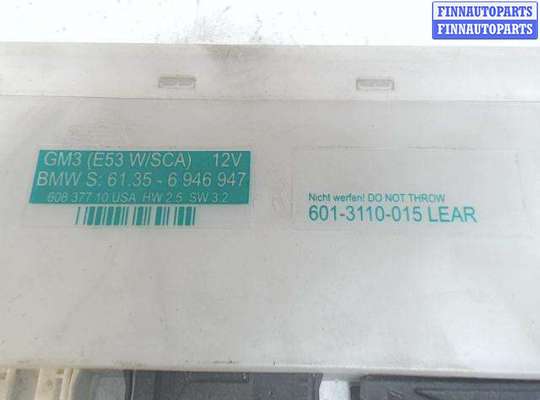 FINNAUTOPARTS
FINNAUTOPARTS
GM3 (E53 W/SCA) 12V
BMW S: 61.35 - 6 946 947
608 377 10 USA HW 2.5 SW 3.2
Nicht werfen! DO NOT THROW
601-3110-015 LEAR